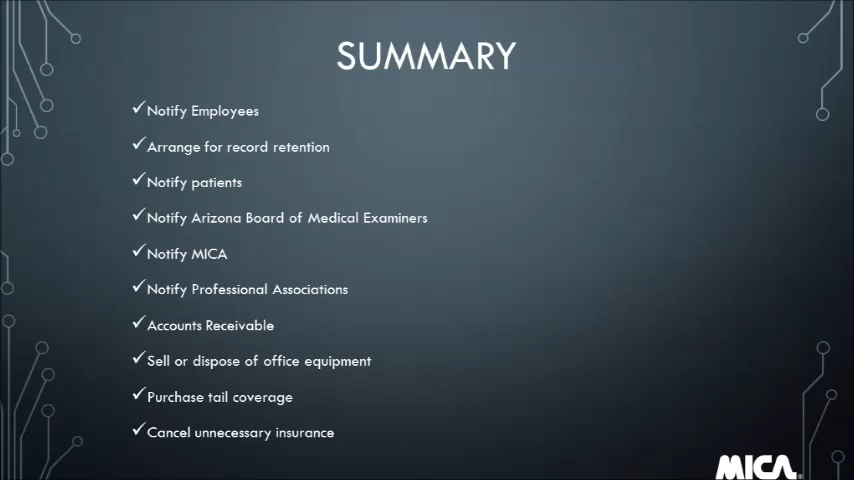 SUMMARY
✓Notify Employees
✓Arrange for record retention
✓Notify patients
✓Notify Arizona Board of Medical Examiners
✓Notify MICA
✓Notify Professional Associations
✓Accounts Receivable
✓Sell or dispose of office equipment
✓Purchase tail coverage
✓Cancel unnecessary insurance
MICA®